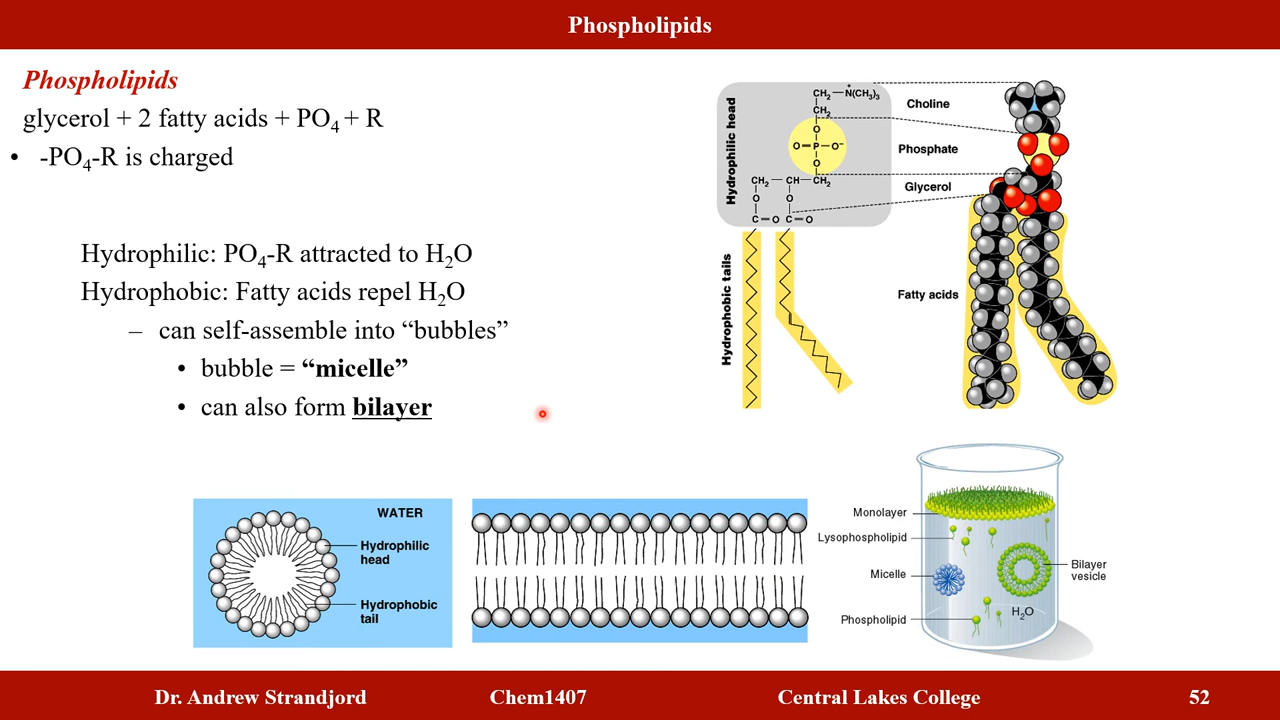 Phospholipids
Phospholipids
glycerol + 2 fatty acids + PO₄ + R
• -PO₄-R is charged
Hydrophilic: PO₄-R attracted to H₂O
Hydrophobic: Fatty acids repel H₂O
– can self-assemble into “bubbles”
• bubble = “micelle”
• can also form bilayer
Hydrophilic head
Hydrophobic tails
CH₂—N⁺(CH₃)₃
CH₂
O
O=P—O⁻
O
CH₂—CH—CH₂
O O
C=O C=O
Choline
Phosphate
Glycerol
Fatty acids
WATER
Hydrophilic
head
Hydrophobic
tail
Monolayer
Lysophospholipid
Micelle
Phospholipid
Bilayer
vesicle
H₂O
Dr. Andrew Strandjord Chem1407 Central Lakes College 52